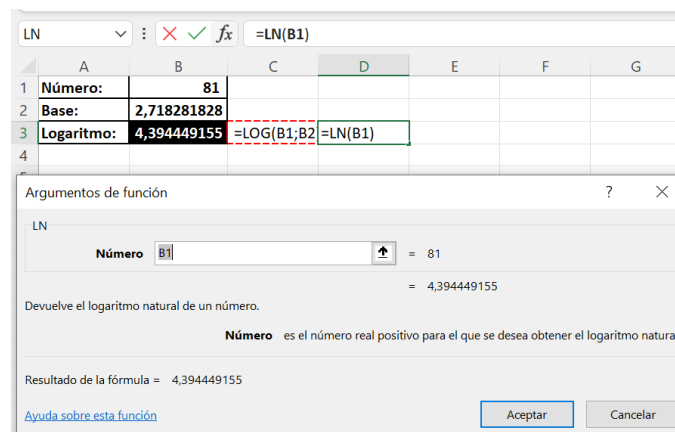 LN fx =LN(B1)
A B C D E F G
1 Número: 81
2 Base: 2,718281828
3 Logaritmo: 4,394449155 =LOG(B1;B2 =LN(B1)
4
Argumentos de función ? ×
LN
Número B1 = 81
= 4,394449155
Devuelve el logaritmo natural de un número.
Número es el número real positivo para el que se desea obtener el logaritmo natura
Resultado de la fórmula = 4,394449155
Ayuda sobre esta función Aceptar Cancelar